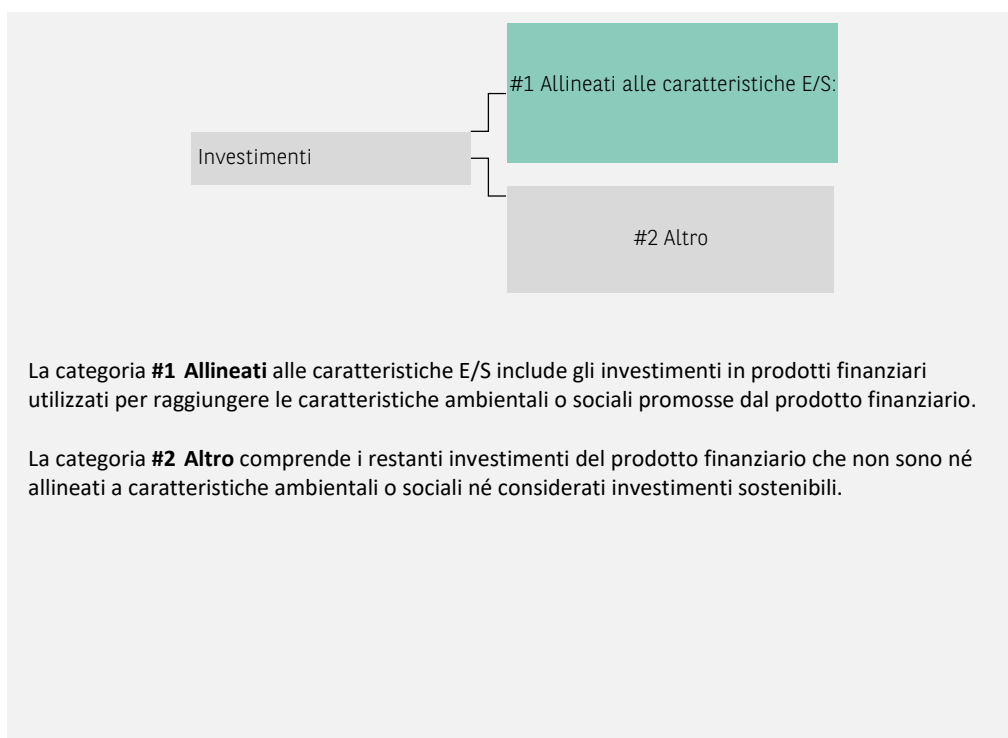 #1 Allineati alle caratteristiche E/S:
Investimenti
#2 Altro
La categoria #1 Allineati alle caratteristiche E/S include gli investimenti in prodotti finanziari
utilizzati per raggiungere le caratteristiche ambientali o sociali promosse dal prodotto finanziario.
La categoria #2 Altro comprende i restanti investimenti del prodotto finanziario che non sono né
allineati a caratteristiche ambientali o sociali né considerati investimenti sostenibili.